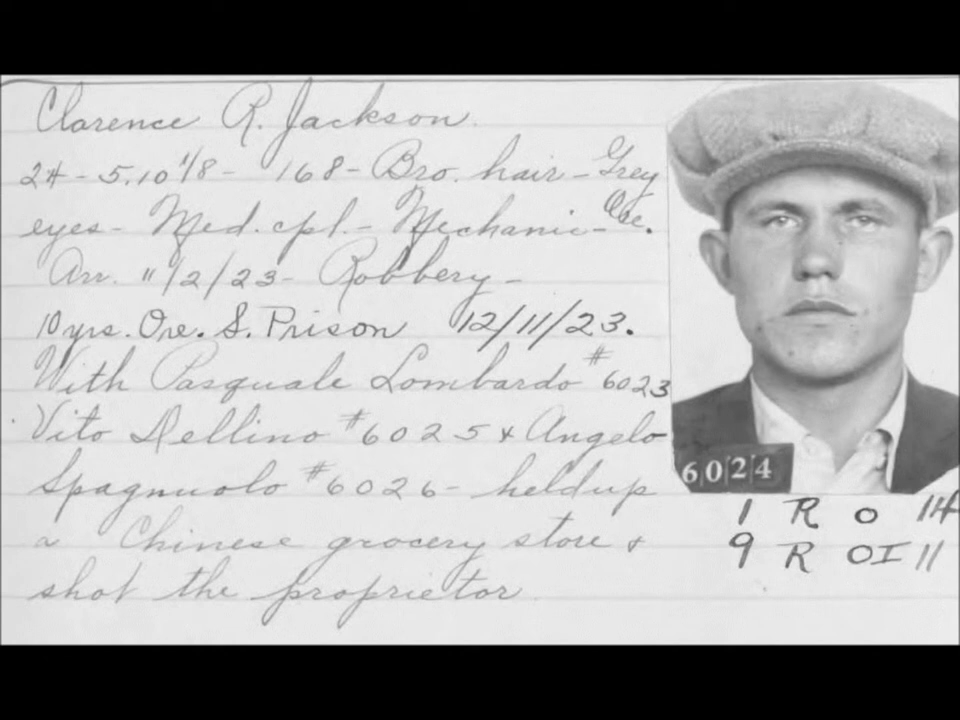 Clarence R. Jackson.
24 - 5.10 1/8 - 168 - Bro. hair - Grey
eyes - Med. cpl. - Mechanic - Occ.
Arr. 11/2/23 - Robbery -
10 yrs. Ore. S. Prison 12/11/23.
With Pasquale Lombardo #6023
Vito Dellino #6025 & Angelo
Spagnuolo #6026 - held up
a Chinese grocery store &
shot the proprietor
6024
1 R O 14
9 R OI 11